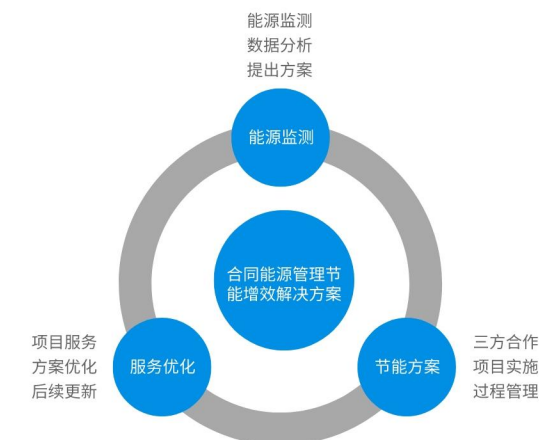 能源监测
数据分析
提出方案
能源监测
合同能源管理节
能增效解决方案
项目服务
方案优化
后续更新
服务优化
节能方案
三方合作
项目实施
过程管理